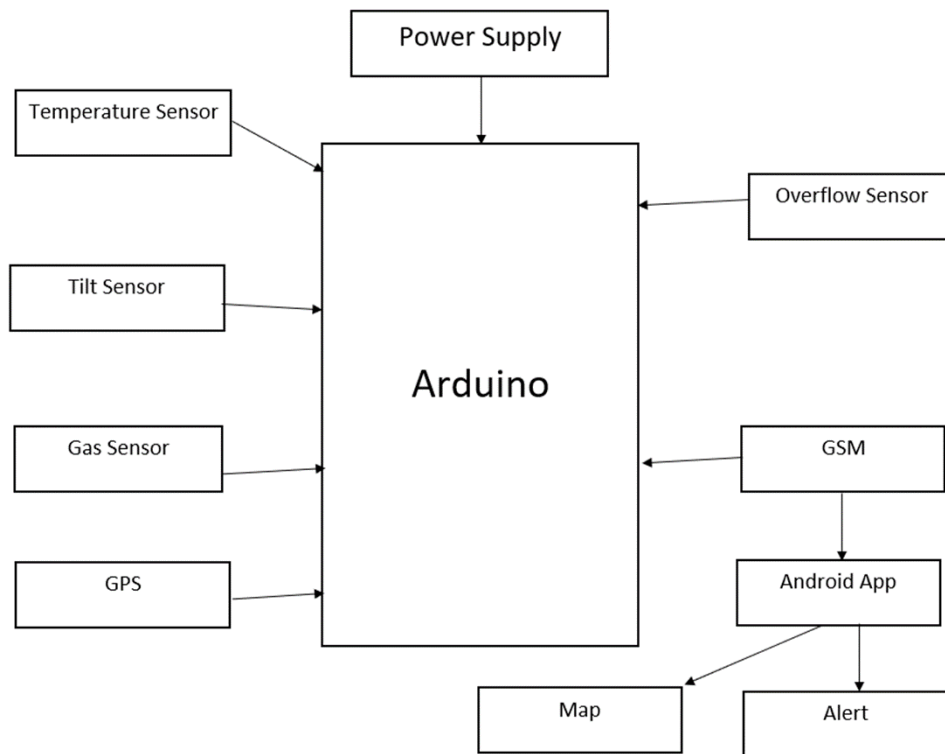 Power Supply
Temperature Sensor
Overflow Sensor
Tilt Sensor
Arduino
Gas Sensor
GSM
GPS
Android App
Map
Alert